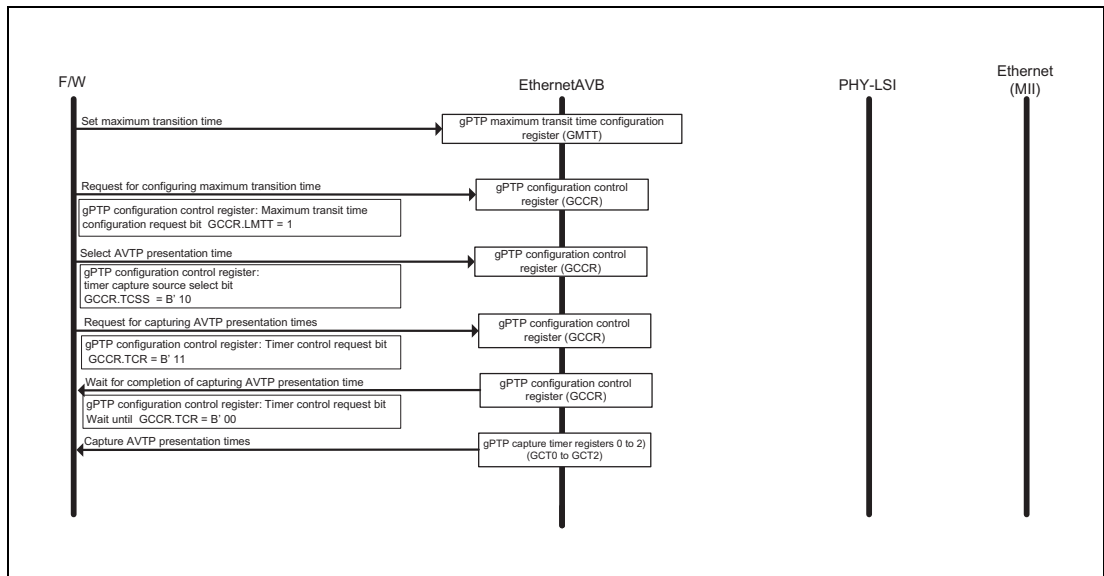 F/W
EthernetAVB
PHY-LSI
Ethernet
(MII)
Set maximum transition time
gPTP maximum transit time configuration
register (GMTT)
Request for configuring maximum transition time
gPTP configuration control
register (GCCR)
gPTP configuration control register: Maximum transit time
configuration request bit GCCR.LMTT = 1
Select AVTP presentation time
gPTP configuration control
register (GCCR)
gPTP configuration control register:
timer capture source select bit
GCCR.TCSS = B' 10
Request for capturing AVTP presentation times
gPTP configuration control
register (GCCR)
gPTP configuration control register: Timer control request bit
GCCR.TCR = B' 11
Wait for completion of capturing AVTP presentation time
gPTP configuration control
register (GCCR)
gPTP configuration control register: Timer control request bit
Wait until GCCR.TCR = B' 00
Capture AVTP presentation times
gPTP capture timer registers 0 to 2)
(GCT0 to GCT2)